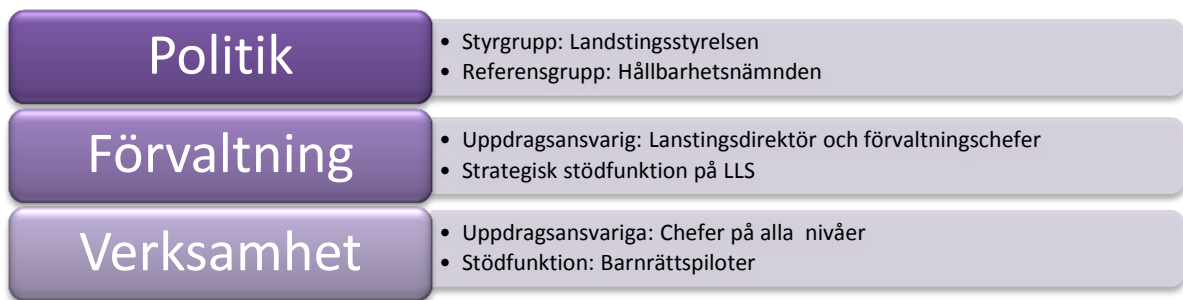 Politik
• Styrgrupp: Landstingsstyrelsen
• Referensgrupp: Hållbarhetsnämnden
Förvaltning
• Uppdragsansvarig: Lanstingsdirektör och förvaltningschefer
• Strategisk stödfunktion på LLS
Verksamhet
• Uppdragsansvariga: Chefer på alla nivåer
• Stödfunktion: Barnrättspiloter